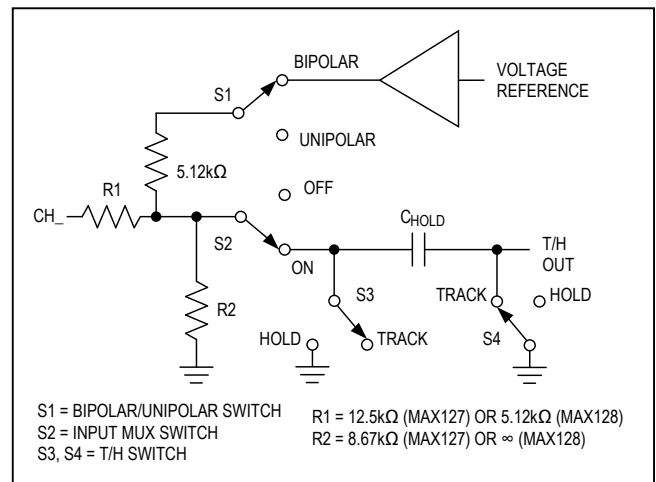 BIPOLAR
VOLTAGE
REFERENCE
S1
UNIPOLAR
5.12kΩ
OFF
R1
CH_
S2
C HOLD
T/H
OUT
ON
S3
TRACK
HOLD
R2
HOLD
TRACK
S4
S1 = BIPOLAR/UNIPOLAR SWITCH
S2 = INPUT MUX SWITCH
S3, S4 = T/H SWITCH
R1 = 12.5kΩ (MAX127) OR 5.12kΩ (MAX128)
R2 = 8.67kΩ (MAX127) OR ∞ (MAX128)